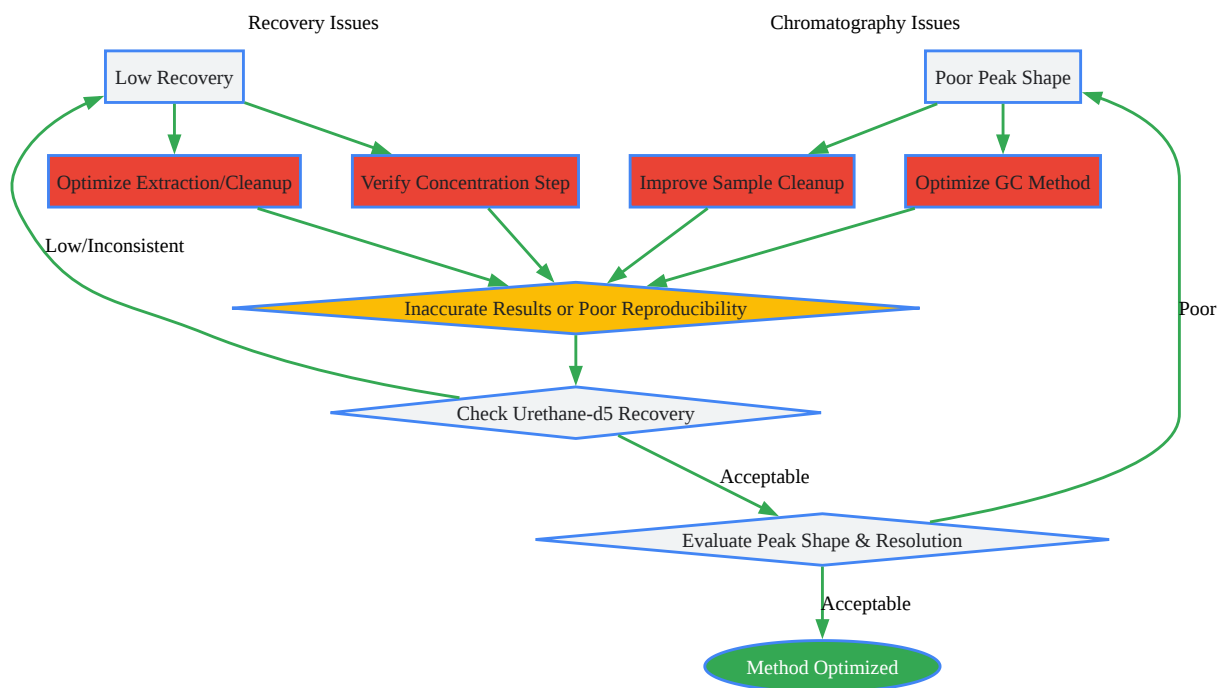 Recovery Issues
Chromatography Issues
Low Recovery
Poor Peak Shape
Optimize Extraction/Cleanup
Verify Concentration Step
Improve Sample Cleanup
Optimize GC Method
Low/Inconsistent
Inaccurate Results or Poor Reproducibility
Poor
Check Urethane-d5 Recovery
Acceptable
Evaluate Peak Shape & Resolution
Acceptable
Method Optimized